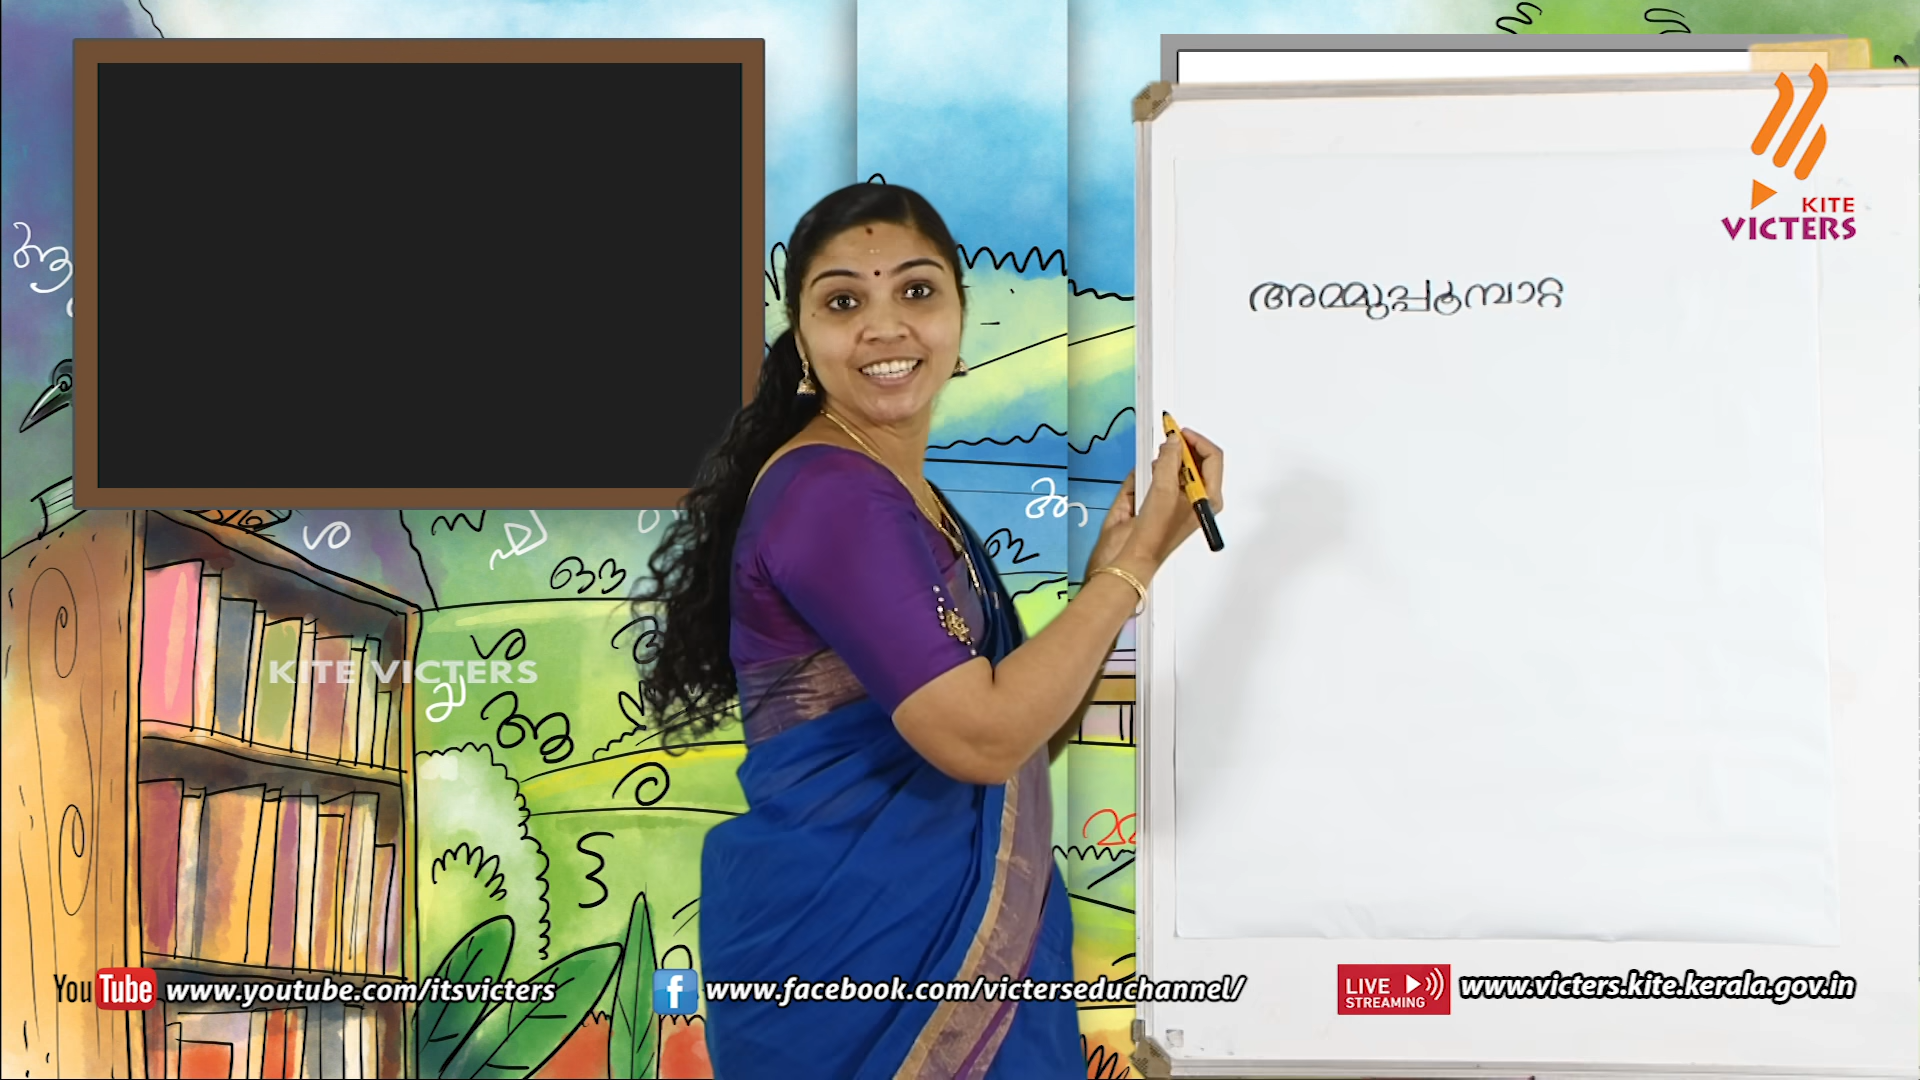 KITE
VICTERS
അമ്മുപ്പൂമ്പാറ്റ
ആ
ശ
ക്ഷ
അ
KITE VICTERS
ആ
YouTube www.youtube.com/itsvicters
f www.facebook.com/victerseduchannel/
LIVE STREAMING www.victers.kite.kerala.gov.in